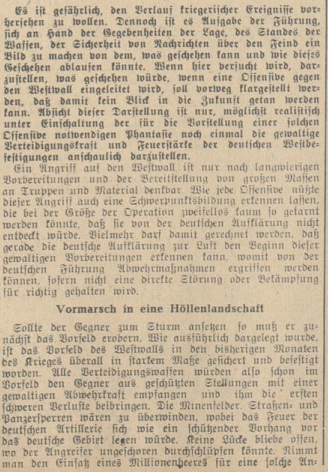 Es ist gefährlich, den Verlauf kriegerischer Ereignisse vor-
hersehen zu wollen. Dennoch ist es Aufgabe der Führung,
sich an Hand der Gegebenheiten der Lage, des Standes der
Waffen, der Sicherheit von Nachrichten über den Feind ein
Bild zu machen von dem, was geschehen kann und wie dieses
Geschehen ablaufen könnte. Wenn hier versucht wird, dar-
zustellen, was geschehen würde, wenn eine Offensive gegen
den Westwall eingeleitet wird, soll vorweg klargestellt wer-
den, daß damit kein Blick in die Zukunft getan werden
kann. Absicht dieser Darstellung ist nur, möglichst realistisch
unter Einschaltung der für die Vorstellung einer solchen
Offensive notwendigen Phantasie noch einmal die gewaltige
Verteidigungskraft und Feuerstärke der deutschen Westbe-
festigungen anschaulich darzustellen.
Ein Angriff auf den Westwall ist nur nach langwierigen
Vorbereitungen und der Bereitstellung von großen Massen
an Truppen und Material denkbar. Wie jede Offensive müßte
dieser Angriff auch eine Schwerpunktsbildung erkennen lassen,
die bei der Größe der Operation zweifellos kaum so getarnt
werden könnte, daß sie von der deutschen Aufklärung nicht
entdeckt würde. Vielmehr darf damit gerechnet werden, daß
gerade die deutsche Aufklärung zur Luft den Beginn dieser
gewaltigen Vorbereitungen erkennen kann, womit von der
deutschen Führung Abwehrmaßnahmen ergriffen werden
können, sofern nicht eine direkte Störung oder Bekämpfung
für richtig gehalten wird.
Vormarsch in eine Höllenlandschaft
Sollte der Gegner zum Sturm ansetzen so muß er zu-
nächst das Vorfeld erobern. Wie ausführlich dargelegt wurde,
ist das Vorfeld des Westwalls in den bisherigen Monaten
des Krieges überall in starkem Maße gesichert und befestigt
worden. Alle Verteidigungswaffen würden also schon im
Vorfeld den Gegner aus geschützten Stellungen mit einer
gewaltigen Abwehrkraft empfangen und ihm die ersten
schweren Verluste beibringen. Die Minenfelder, Straßen- und
Panzersperren wären zu überwinden, wobei das Feuer der
deutschen Artillerie sich wie ein schützender Vorhang vor
das deutsche Gebiet legen würde. Keine Lücke bliebe offen,
wo der Angreifer ungeschoren durchschlüpfen könnte. Nimmt
man den Einsatz eines Millionenheeres für eine solche An-